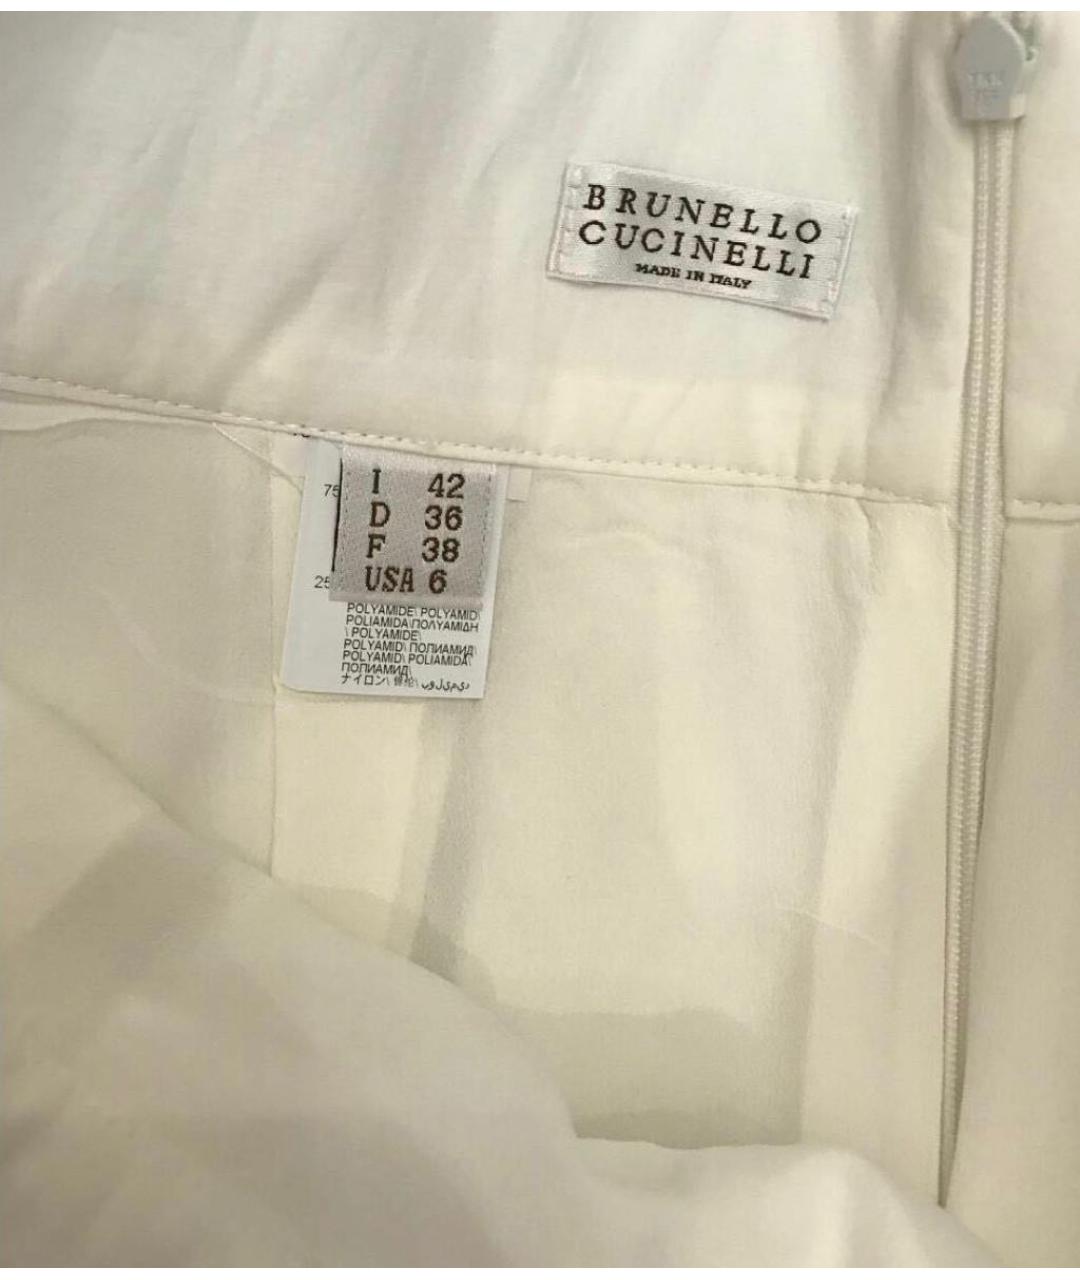 YKK
BRUNELLO
CUCINELLI
MADE IN ITALY
I 42
D 36
F 38
USA 6
75
25
POLYAMIDE\ POLYAMID\
POLIAMIDA\ΠΟΛΥΑΜΙΔΗ
\ POLYAMIDE\
POLYAMID\ ПОЛИАМИД\
POLYAMID\ POLIAMIDA\
ПОЛИАМИД\
ナイロン\